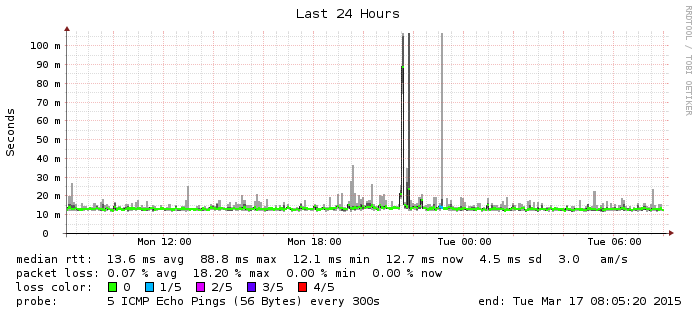 Last 24 Hours
RRDTOOL / TOBI OETIKER
Seconds
100 m
90 m
80 m
70 m
60 m
50 m
40 m
30 m
20 m
10 m
0
Mon 12:00 Mon 18:00 Tue 00:00 Tue 06:00
median rtt: 13.6 ms avg 88.8 ms max 12.1 ms min 12.7 ms now 4.5 ms sd 3.0 am/s
packet loss: 0.07 % avg 18.20 % max 0.00 % min 0.00 % now
loss color: 0 1/5 2/5 3/5 4/5
probe: 5 ICMP Echo Pings (56 Bytes) every 300s end: Tue Mar 17 08:05:20 2015